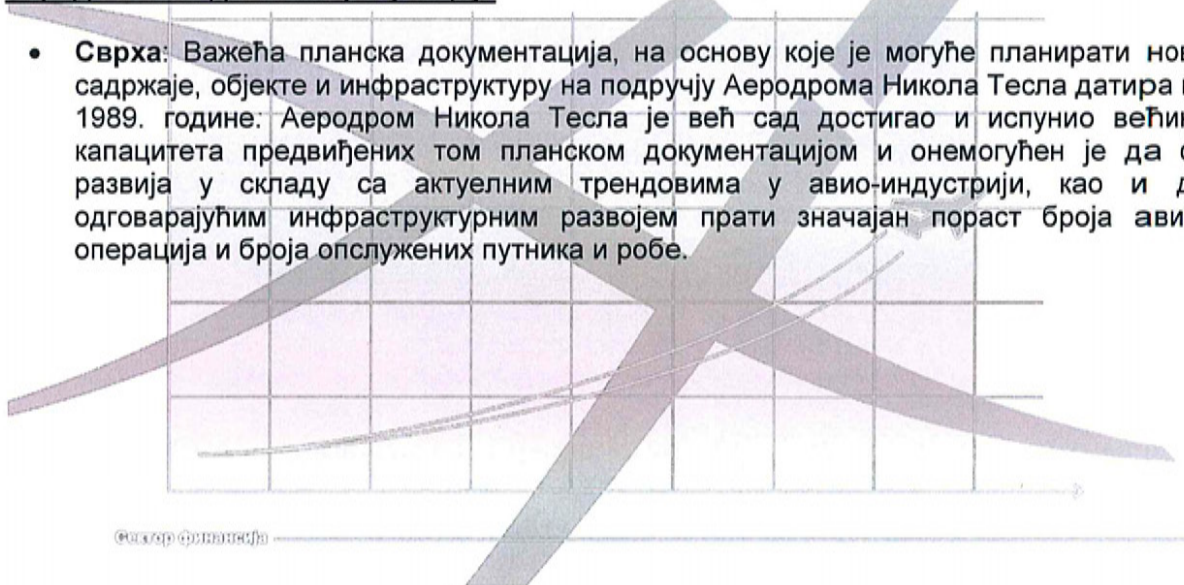 • Сврха: Важећа планска документација, на основу које је могуће планирати нов
садржаје, објекте и инфраструктуру на подручју Аеродрома Никола Тесла датира
1989. године. Аеродром Никола Тесла је већ сад достигао и испунио већин
капацитета предвиђених том планском документацијом и онемогућен је да с
развија у складу са актуелним трендовима у авио-индустрији, као и д
одговарајућим инфраструктурним развојем прати значајан пораст броја ави
операција и броја опслужених путника и робе.
Сектор финансија